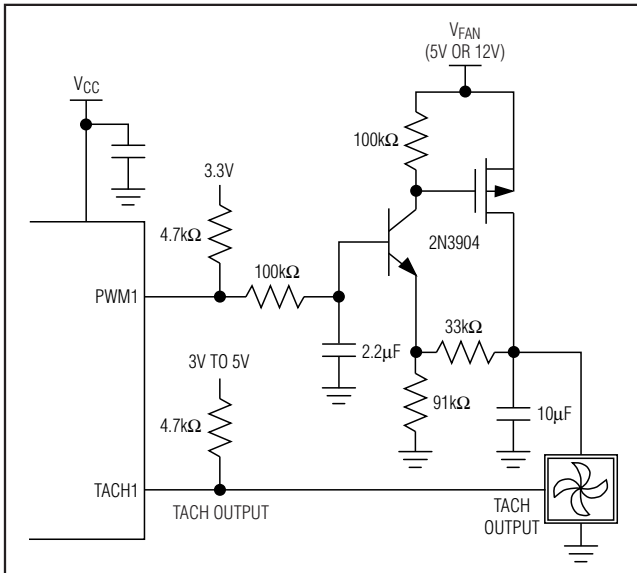 VFAN
(5V OR 12V)
VCC
100kΩ
3.3V
4.7kΩ
2N3904
100kΩ
PWM1
33kΩ
2.2µF
3V TO 5V
91kΩ
10µF
4.7kΩ
TACH1
TACH OUTPUT
TACH
OUTPUT